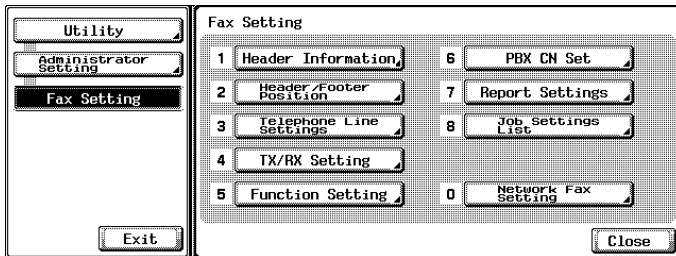 Utility
Administrator
Setting
Fax Setting
Exit
Fax Setting
1 Header Information
2 Header/Footer
Position
3 Telephone Line
Settings
4 TX/RX Setting
5 Function Setting
6 PBX CN Set
7 Report Settings
8 Job Settings
List
0 Network Fax
Setting
Close